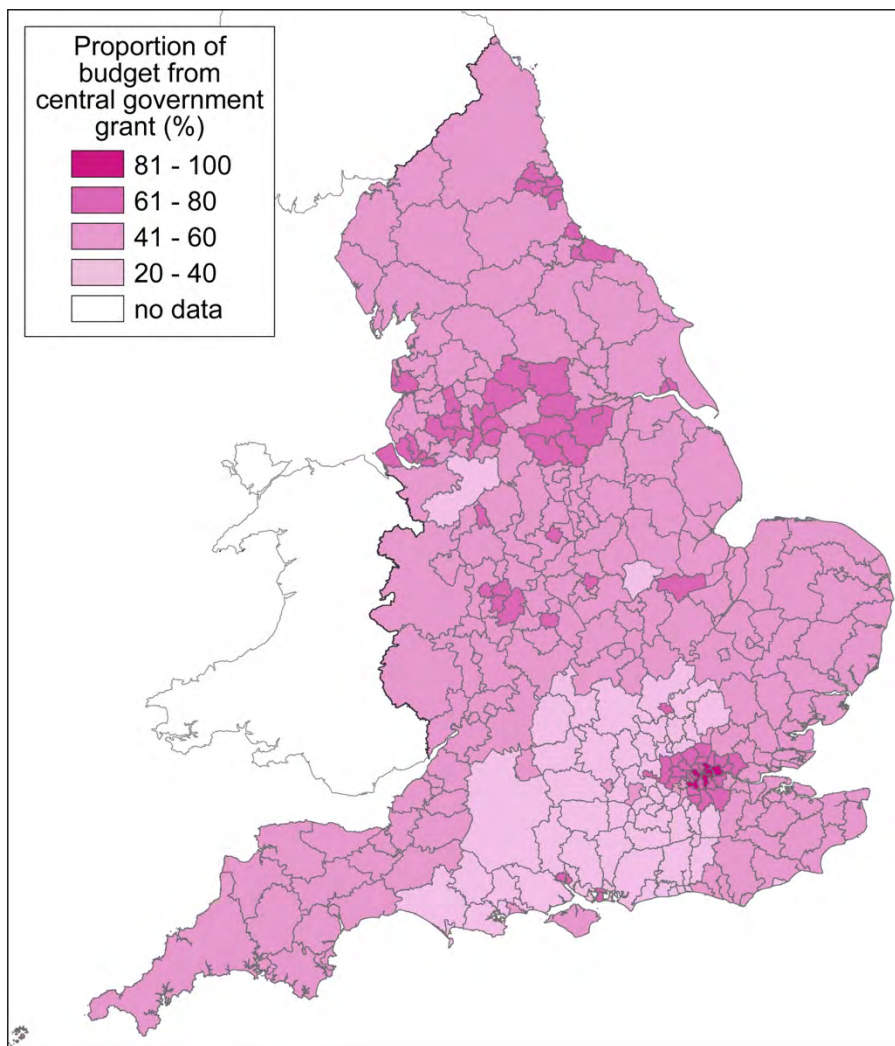 Proportion of
budget from
central government
grant (%)
81 - 100
61 - 80
41 - 60
20 - 40
no data